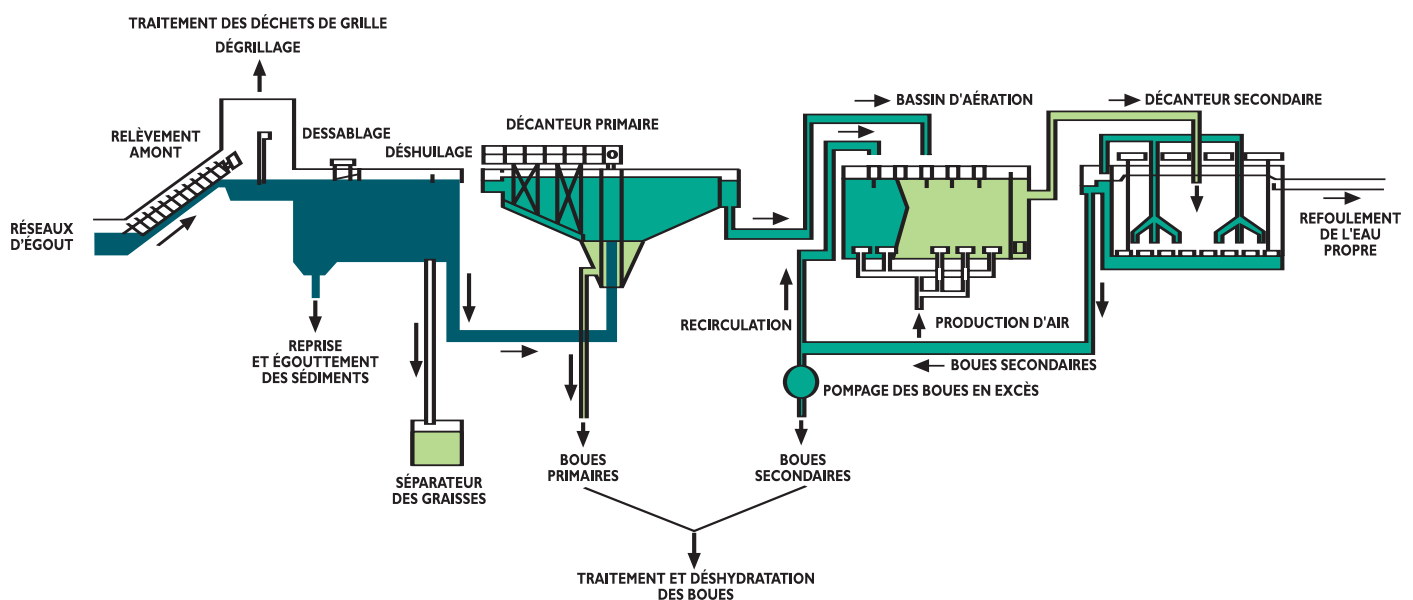 TRAITEMENT DES DÉCHETS DE GRILLE
DÉGRILLAGE
RELÈVEMENT
AMONT
DESSABLAGE
DÉSHUILAGE
DÉCANTEUR PRIMAIRE
BASSIN D'AÉRATION
DÉCANTEUR SECONDAIRE
RÉSEAUX
D'ÉGOUT
REFOULEMENT
DE L'EAU
PROPRE
RECIRCULATION
PRODUCTION D'AIR
REPRISE
ET ÉGOUTTEMENT
DES SÉDIMENTS
BOUES SECONDAIRES
POMPAGE DES BOUES EN EXCÈS
SÉPARATEUR
DES GRAISSES
BOUES
PRIMAIRES
BOUES
SECONDAIRES
TRAITEMENT ET DÉSHYDRATATION
DES BOUES